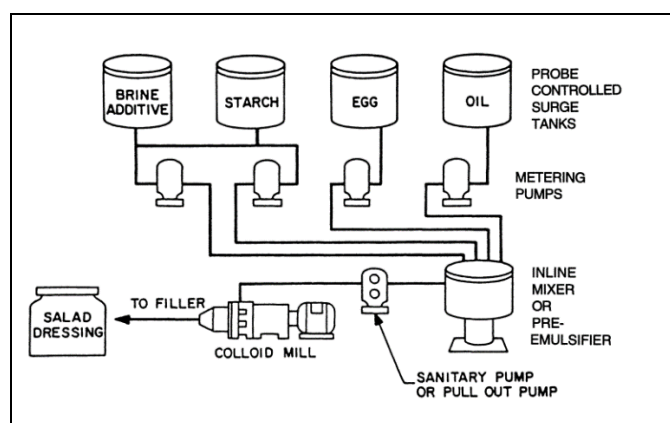 BRINE
ADDITIVE
STARCH
EGG
OIL
PROBE
CONTROLLED
SURGE
TANKS
METERING
PUMPS
INLINE
MIXER
OR
PRE-
EMULSIFIER
TO FILLER
SALAD
DRESSING
COLLOID MILL
SANITARY PUMP
OR PULL OUT PUMP